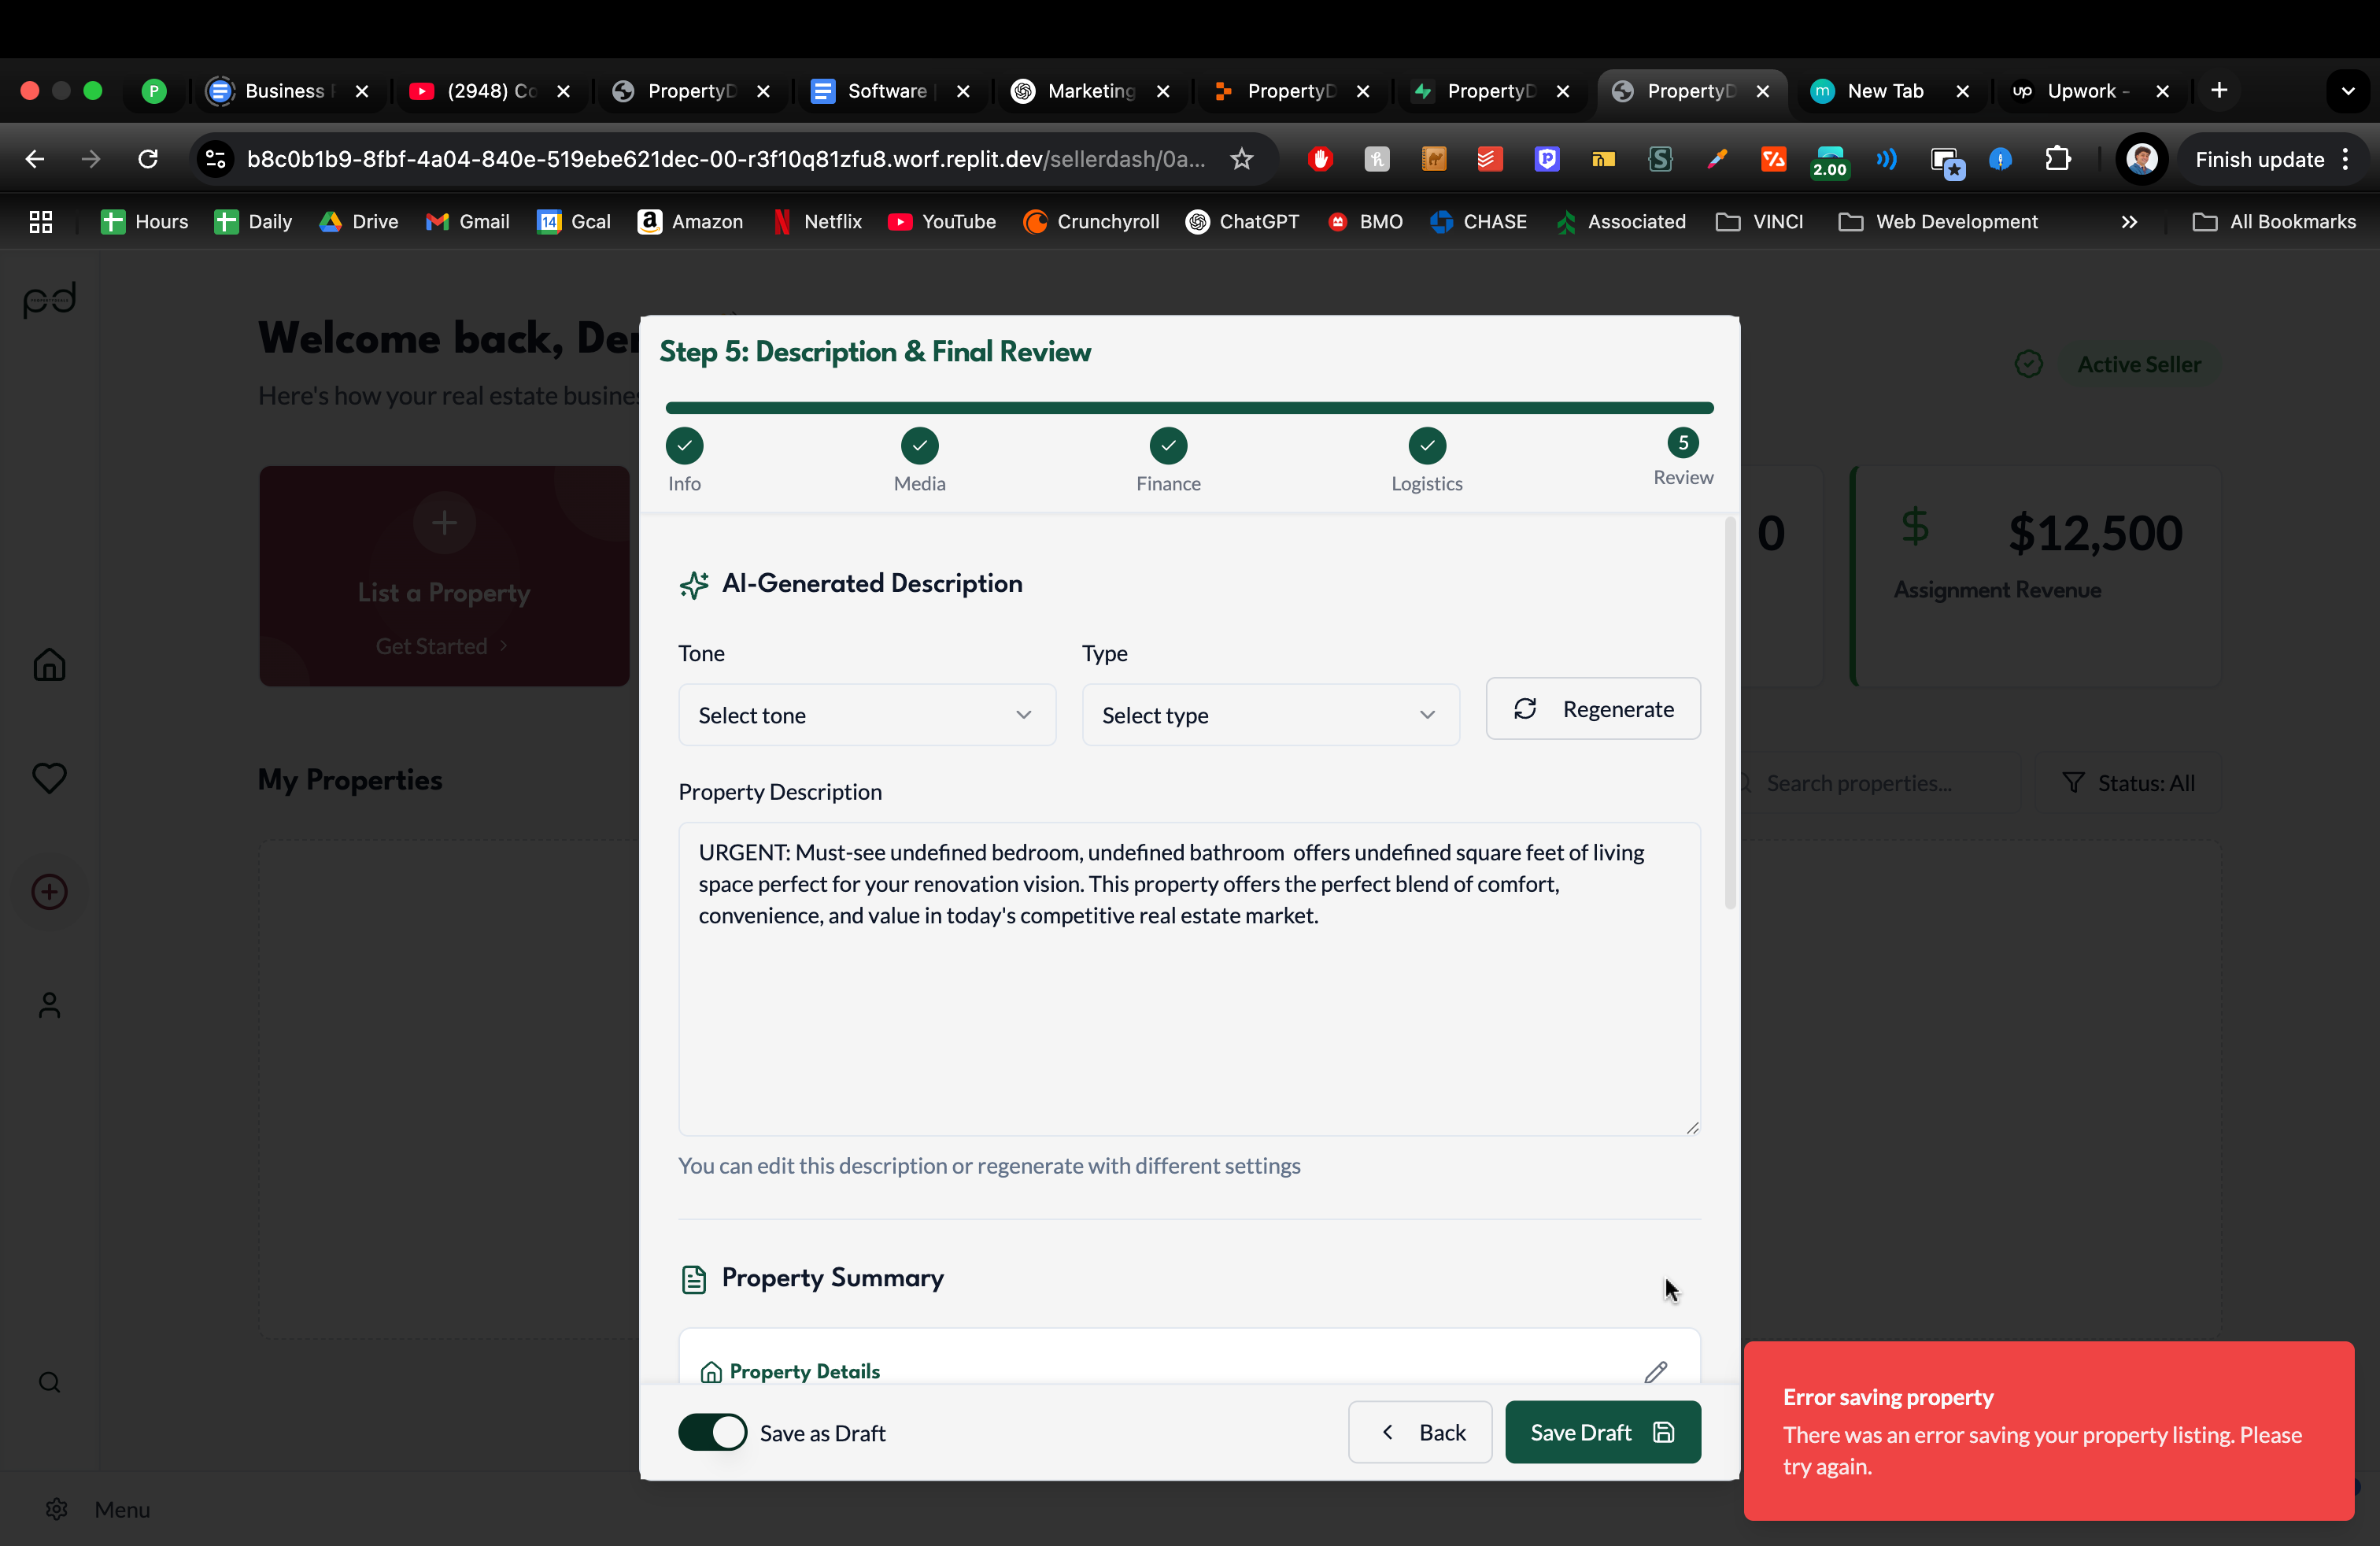 P
Business
(2948) Co
PropertyD
Software
Marketing
PropertyD
PropertyD
PropertyD
m
New Tab
up
Upwork -
b8c0b1b9-8fbf-4a04-840e-519ebe621dec-00-r3f10q81zfu8.worf.replit.dev/sellerdash/0a...
2.00
Finish update
Hours
Daily
Drive
Gmail
14
Gcal
Amazon
Netflix
YouTube
Crunchyroll
ChatGPT
BMO
CHASE
Associated
VINCI
Web Development
All Bookmarks
pd
Welcome back, De
Here's how your real estate busine
Active Seller
List a Property
Get Started
0
$12,500
Assignment Revenue
My Properties
Search properties...
Status: All
Menu
Step 5: Description & Final Review
Info
Media
Finance
Logistics
5
Review
AI-Generated Description
Tone
Type
Select tone
Select type
Regenerate
Property Description
URGENT: Must-see undefined bedroom, undefined bathroom  offers undefined square feet of living
space perfect for your renovation vision. This property offers the perfect blend of comfort,
convenience, and value in today's competitive real estate market.
You can edit this description or regenerate with different settings
Property Summary
Property Details
Save as Draft
Back
Save Draft
Error saving property
There was an error saving your property listing. Please
try again.